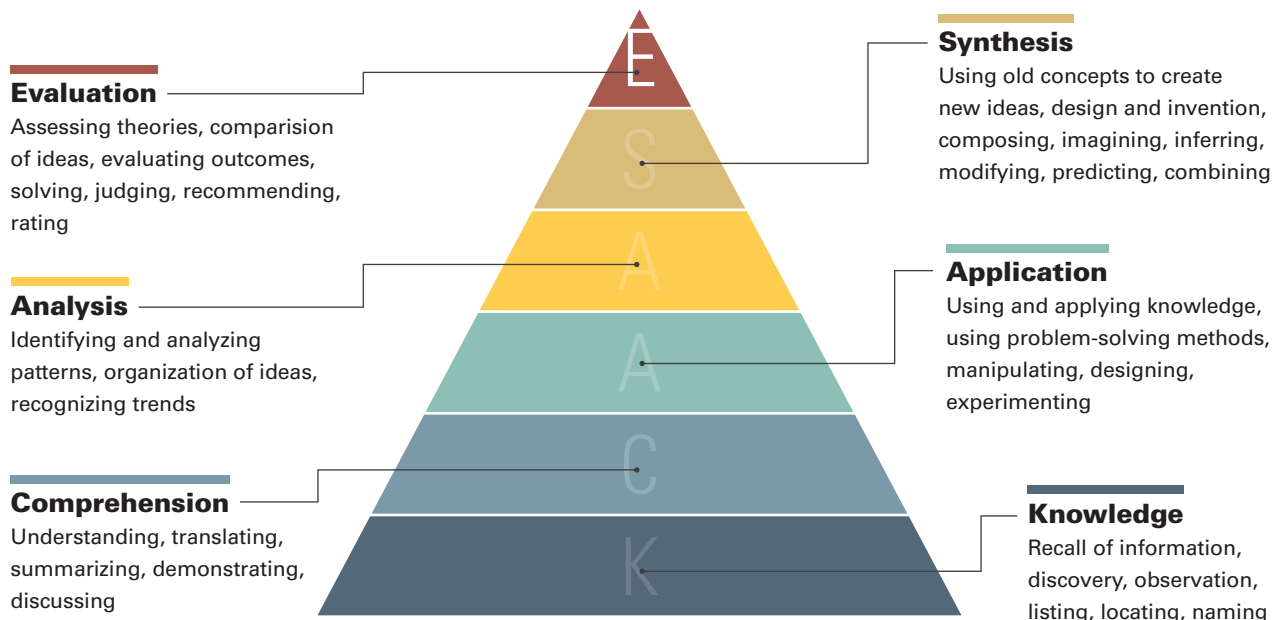 E
S
A
A
C
K
Evaluation
Assessing theories, comparision
of ideas, evaluating outcomes,
solving, judging, recommending,
rating
Synthesis
Using old concepts to create
new ideas, design and invention,
composing, imagining, inferring,
modifying, predicting, combining
Analysis
Identifying and analyzing
patterns, organization of ideas,
recognizing trends
Application
Using and applying knowledge,
using problem-solving methods,
manipulating, designing,
experimenting
Comprehension
Understanding, translating,
summarizing, demonstrating,
discussing
Knowledge
Recall of information,
discovery, observation,
listing, locating, naming